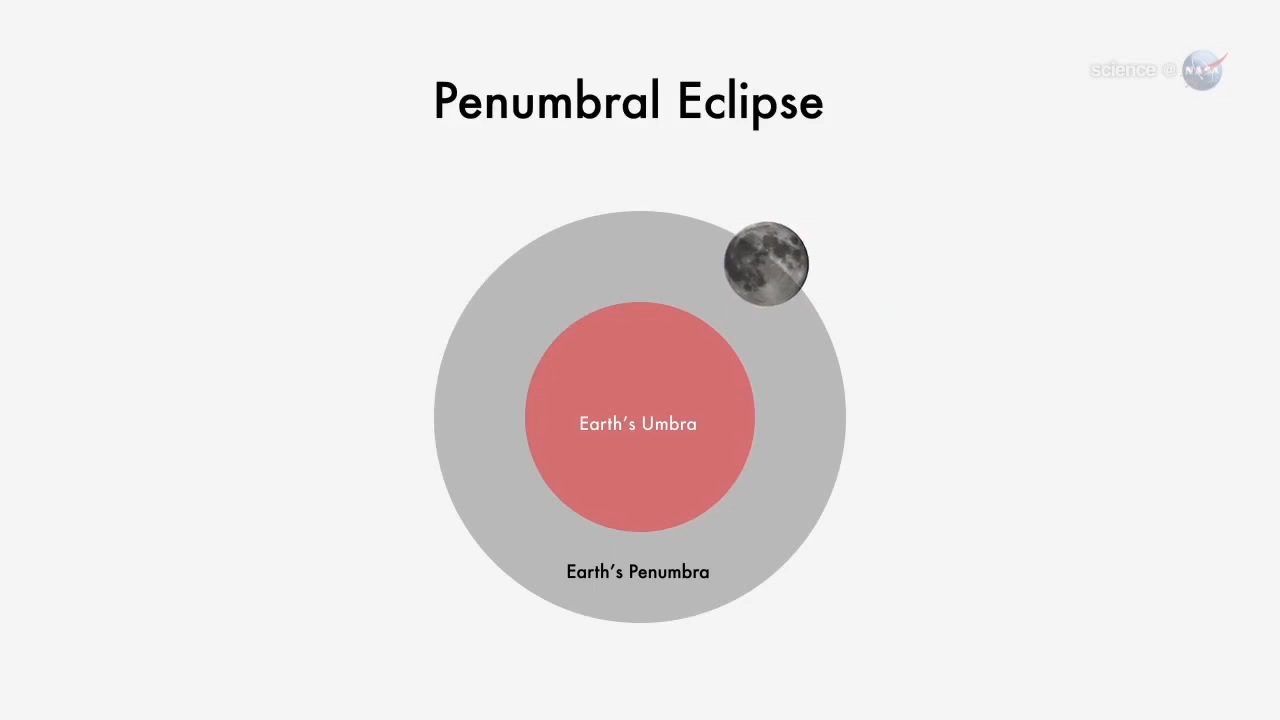 science @ NASA
Penumbral Eclipse
Earth’s Umbra
Earth’s Penumbra